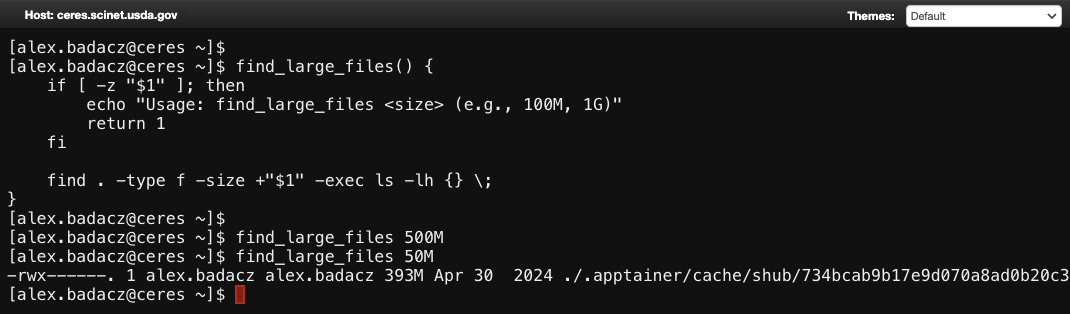 Host: ceres.scinet.usda.gov
Themes: Default
[alex.badacz@ceres ~]$
[alex.badacz@ceres ~]$ find_large_files() {
    if [ -z "$1" ]; then
        echo "Usage: find_large_files <size> (e.g., 100M, 1G)"
        return 1
    fi

    find . -type f -size +"$1" -exec ls -lh {} \;
}
[alex.badacz@ceres ~]$
[alex.badacz@ceres ~]$ find_large_files 500M
[alex.badacz@ceres ~]$ find_large_files 50M
-rwx------. 1 alex.badacz alex.badacz 393M Apr 30  2024 ./.apptainer/cache/shub/734bcab9b17e9d070a8ad0b20c3
[alex.badacz@ceres ~]$